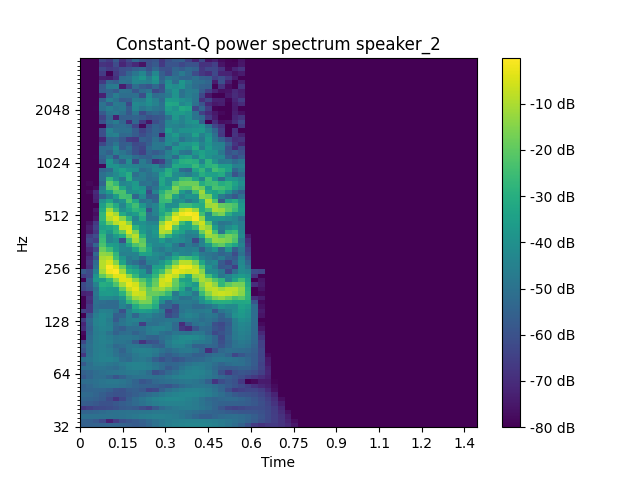 Constant-Q power spectrum speaker_2
Hz
2048
1024
512
256
128
64
32
0 0.15 0.3 0.45 0.6 0.75 0.9 1.1 1.2 1.4
Time
-10 dB
-20 dB
-30 dB
-40 dB
-50 dB
-60 dB
-70 dB
-80 dB